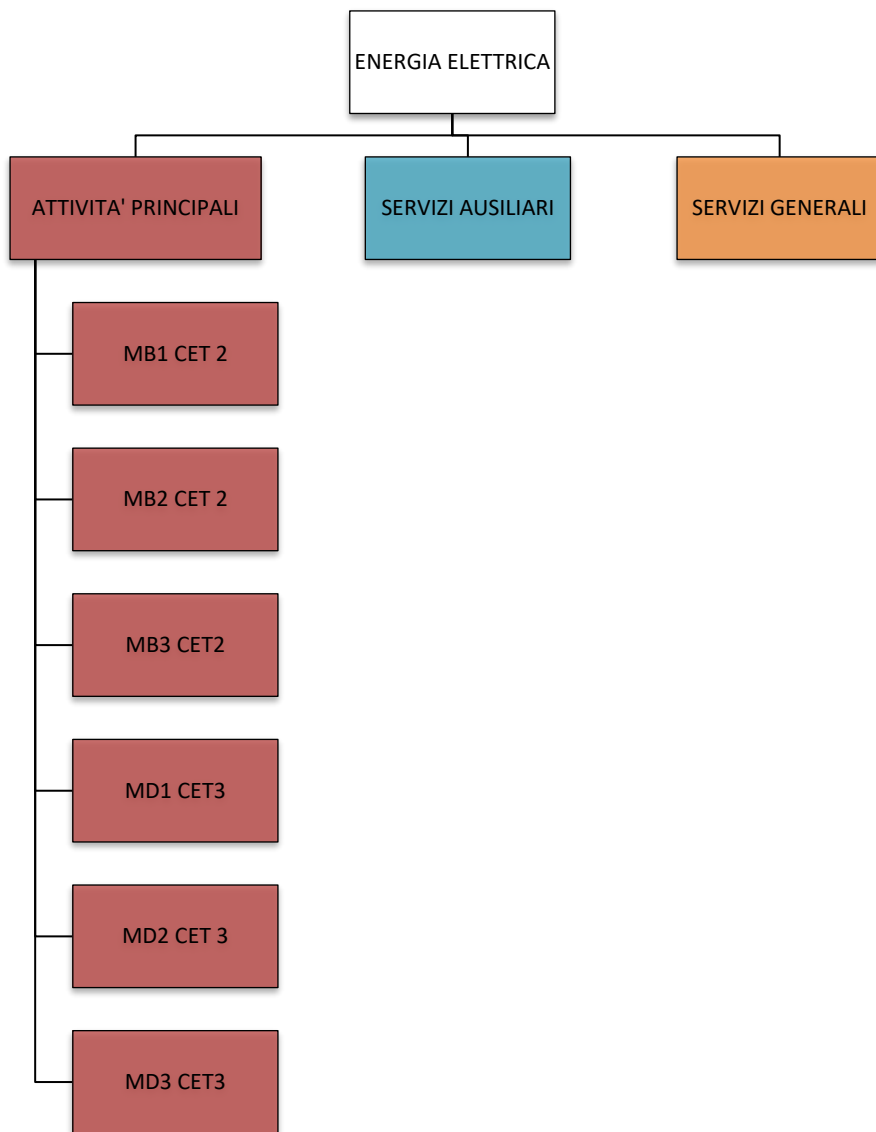 ENERGIA ELETTRICA
ATTIVITA' PRINCIPALI
SERVIZI AUSILIARI
SERVIZI GENERALI
MB1 CET 2
MB2 CET 2
MB3 CET2
MD1 CET3
MD2 CET 3
MD3 CET3